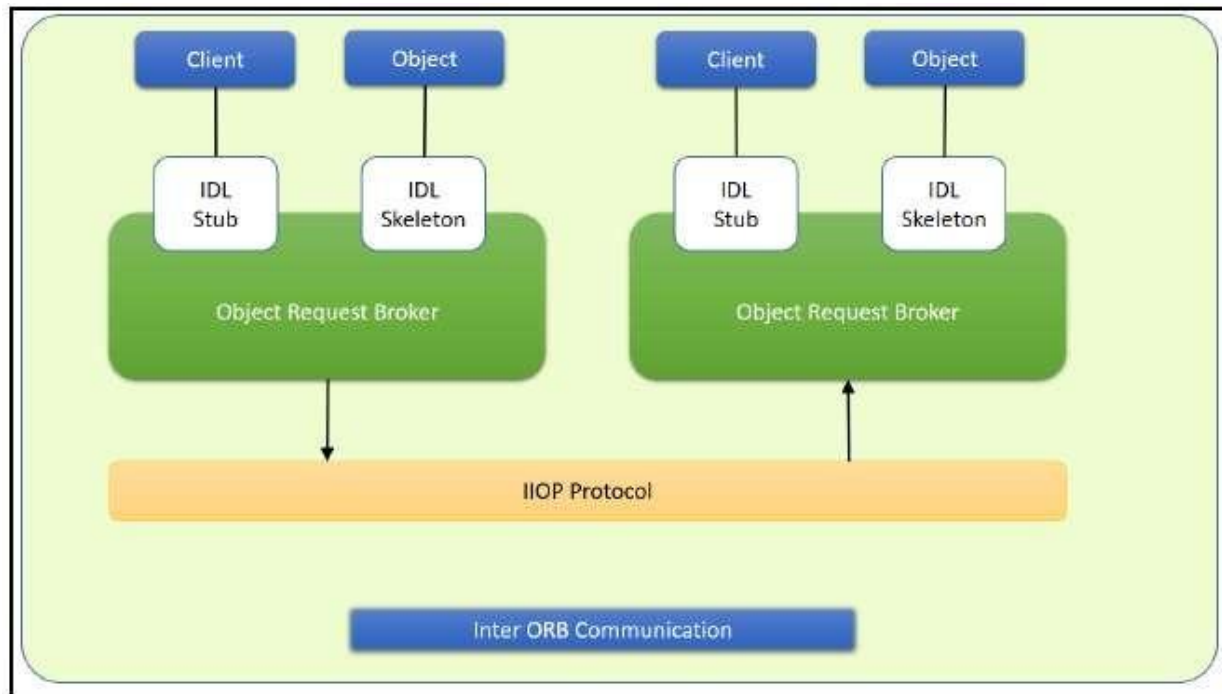 Client
Object
Client
Object
IDL
Stub
IDL
Skeleton
IDL
Stub
IDL
Skeleton
Object Request Broker
Object Request Broker
IIOP Protocol
Inter ORB Communication